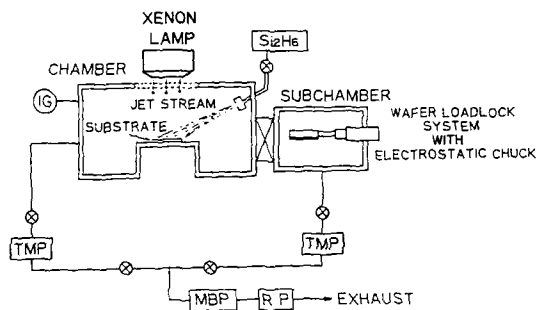 XENON
LAMP
Si2H6
CHAMBER
IG
JET STREAM
SUBSTRATE
SUBCHAMBER
WAFER LOADLOCK
SYSTEM
WITH
ELECTROSTATIC CHUCK
TMP
TMP
MBP
RP
EXHAUST